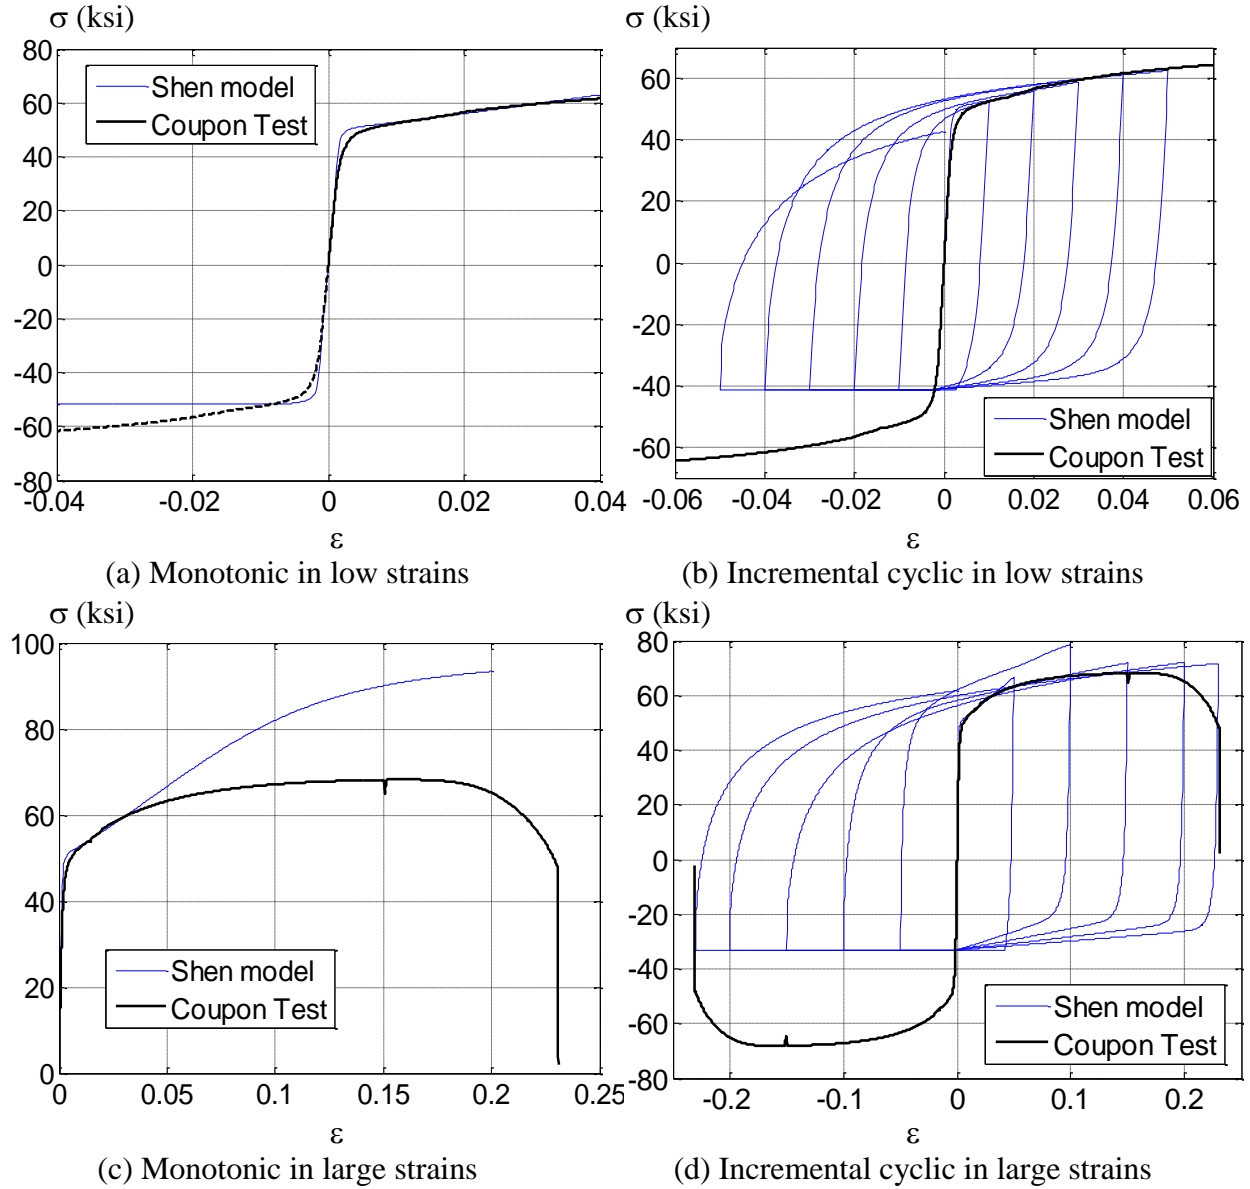 σ (ksi)
80
60
40
20
0
-20
-40
-60
-80
-0.04
-0.02
0
0.02
0.04
Shen model
Coupon Test
ε
(a) Monotonic in low strains
σ (ksi)
60
40
20
0
-20
-40
-60
-0.06
-0.04
-0.02
0
0.02
0.04
0.06
Shen model
Coupon Test
ε
(b) Incremental cyclic in low strains
σ (ksi)
100
80
60
40
20
0
0
0.05
0.1
0.15
0.2
0.25
Shen model
Coupon Test
ε
(c) Monotonic in large strains
σ (ksi)
80
60
40
20
0
-20
-40
-60
-80
-0.2
-0.1
0
0.1
0.2
Shen model
Coupon Test
ε
(d) Incremental cyclic in large strains